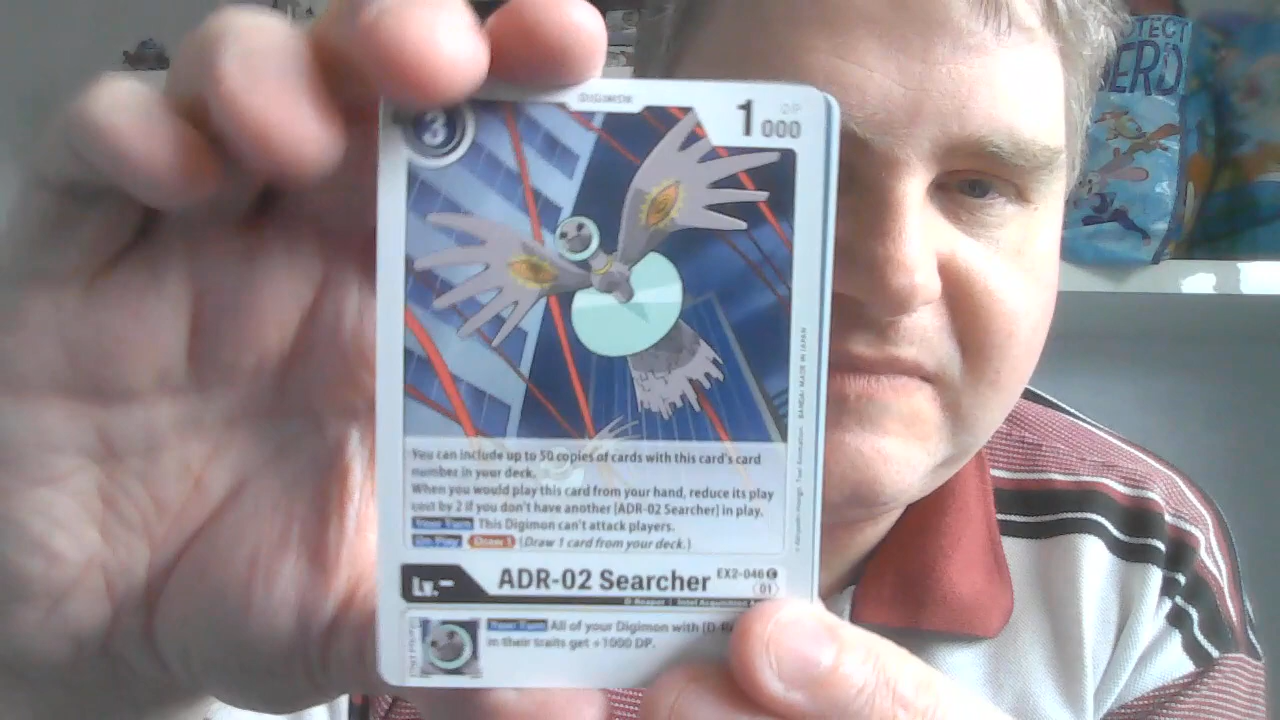 DIGIMON
PROTECT
NERD
3
1000
DP
BANDAI MADE IN JAPAN
You can include up to 50 copies of cards with this card's card
number in your deck.
When you would play this card from your hand, reduce its play
cost by 2 if you don't have another [ADR-02 Searcher] in play.
Your Turn This Digimon can't attack players.
On Play Draw 1 (Draw 1 card from your deck.)
Lv.-
ADR-02 Searcher
EX2-046 C
01
D-Reaper | Intel Acquisition
Your Turn All of your Digimon with [D-
in their traits get +1000 DP.